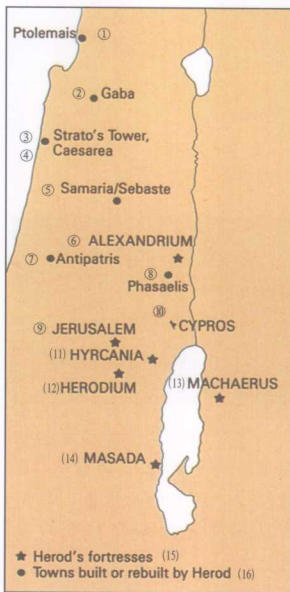 Ptolemais ①
② Gaba
③ Strato's Tower,
④ Caesarea
⑤ Samaria/Sebaste
⑥ ALEXANDRIUM
⑦ Antipatris
⑧
Phasaelis
⑩
CYPROS
⑨ JERUSALEM
(11) HYRCANIA
(12) HERODIUM
(13) MACHAERUS
(14) MASADA
★ Herod's fortresses (15)
● Towns built or rebuilt by Herod (16)